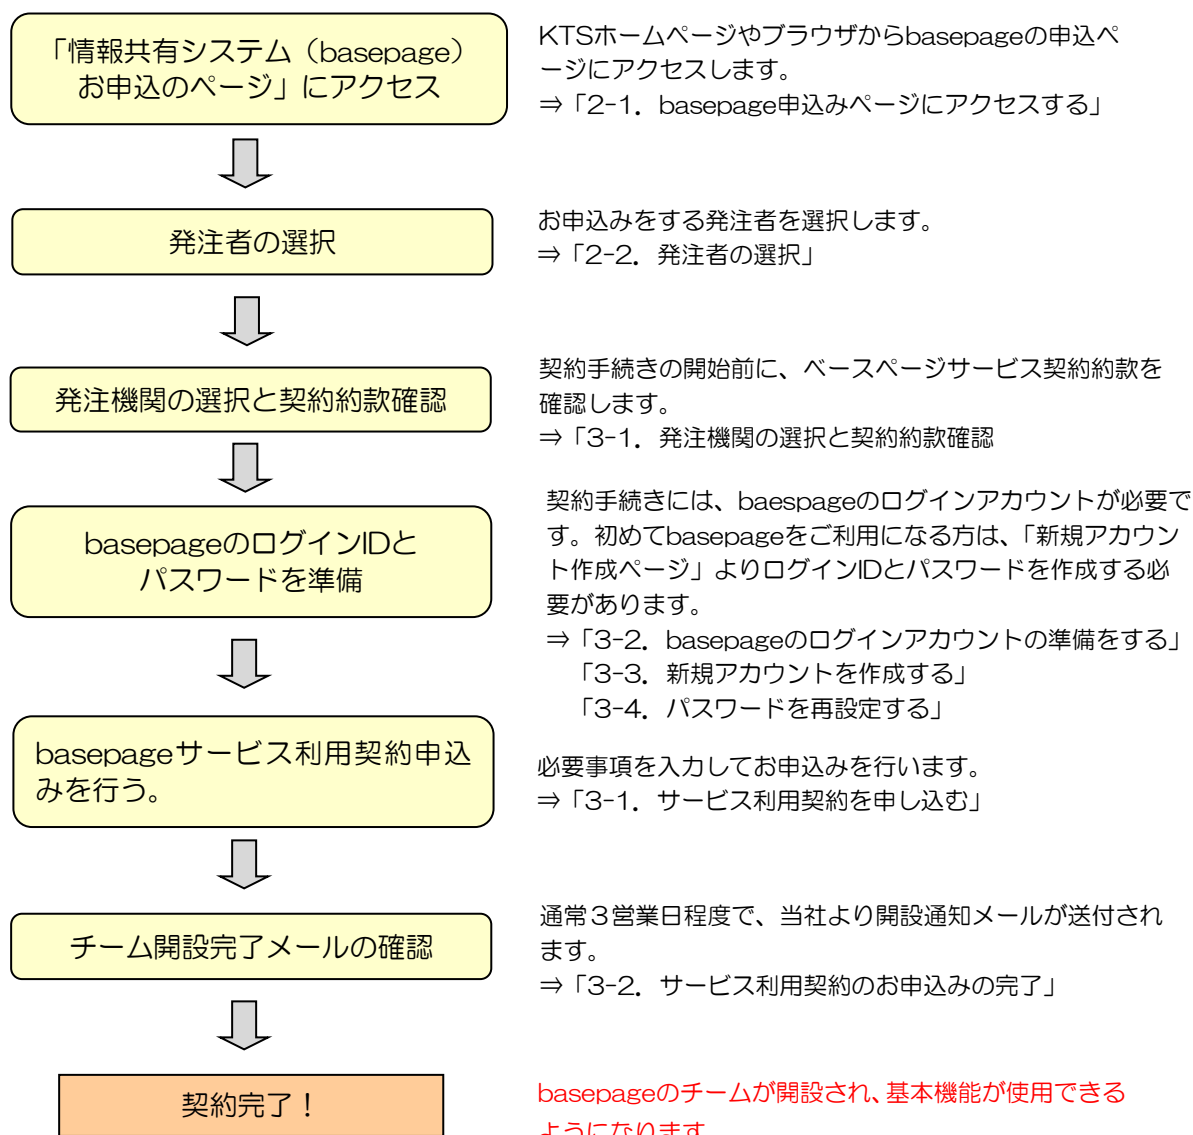 「情報共有システム（basepage）
お申込のページ」にアクセス
KTSホームページやブラウザからbasepageの申込ペ
ージにアクセスします。
⇒「2-1．basepage申込みページにアクセスする」
発注者の選択
お申込みをする発注者を選択します。
⇒「2-2．発注者の選択」
発注機関の選択と契約約款確認
契約手続きの開始前に、ベースページサービス契約約款を
確認します。
⇒「3-1．発注機関の選択と契約約款確認
basepageのログインIDと
パスワードを準備
契約手続きには、baespageのログインアカウントが必要で
す。初めてbasepageをご利用になる方は、「新規アカウン
ト作成ページ」よりログインIDとパスワードを作成する必
要があります。
⇒「3-2．basepageのログインアカウントの準備をする」
「3-3．新規アカウントを作成する」
「3-4．パスワードを再設定する」
basepageサービス利用契約申込
みを行う。
必要事項を入力してお申込みを行います。
⇒「3-1．サービス利用契約を申し込む」
チーム開設完了メールの確認
通常３営業日程度で、当社より開設通知メールが送付され
ます。
⇒「3-2．サービス利用契約のお申込みの完了」
契約完了！
basepageのチームが開設され、基本機能が使用できる
ようになります